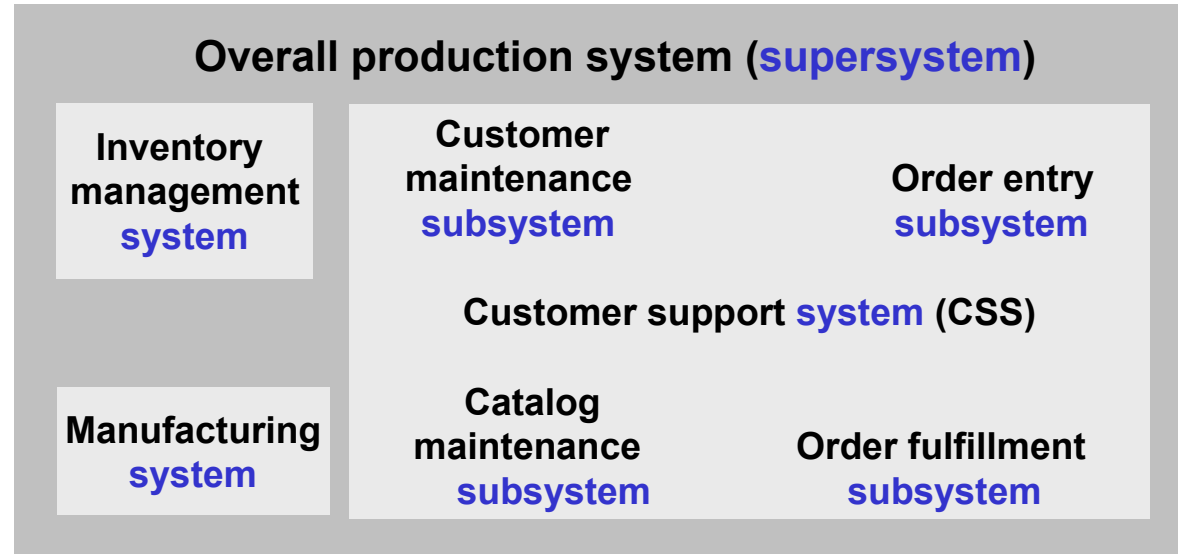 Overall production system (supersystem)
Inventory
management
system
Customer
maintenance
subsystem
Order entry
subsystem
Customer support system (CSS)
Manufacturing
system
Catalog
maintenance
subsystem
Order fulfillment
subsystem